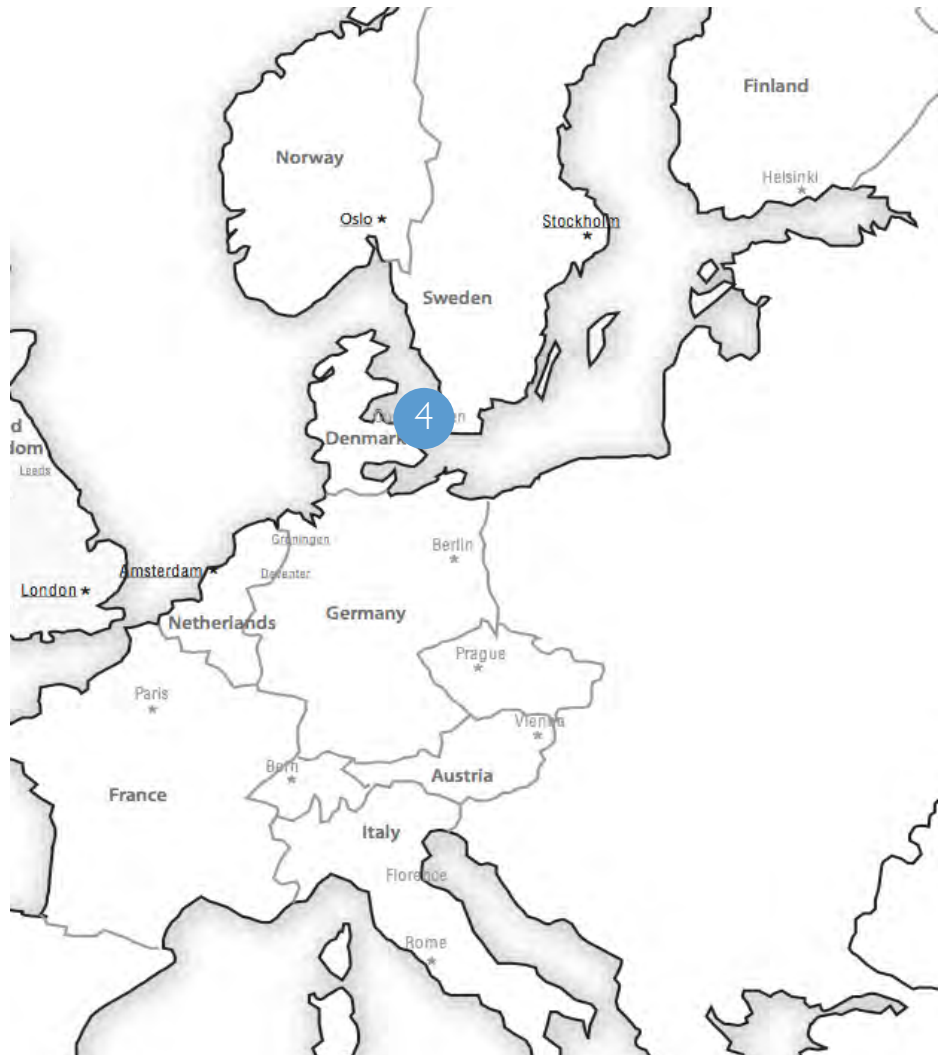 Finland
Norway
Helsinki
Oslo
Stockholm
Sweden
4
Denmark
Leeds
Groningen
Berlin
Amsterdam
Deventer
London
Netherlands
Germany
Prague
Paris
Vienna
Bern
Austria
France
Italy
Florence
Rome